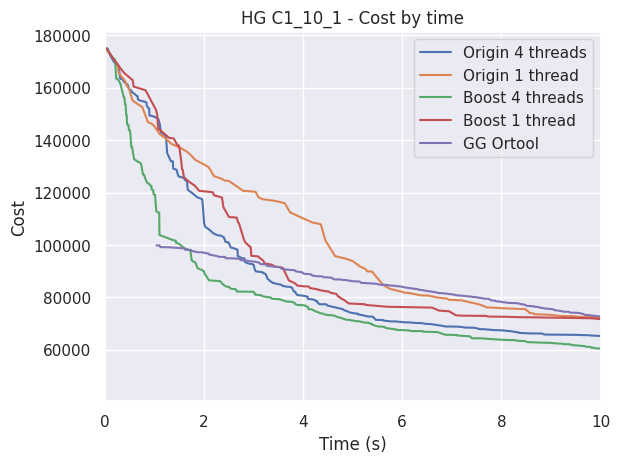 HG C1_10_1 - Cost by time
180000
160000
140000
120000
100000
80000
60000
Cost
Origin 4 threads
Origin 1 thread
Boost 4 threads
Boost 1 thread
GG Ortool
0 2 4 6 8 10
Time (s)